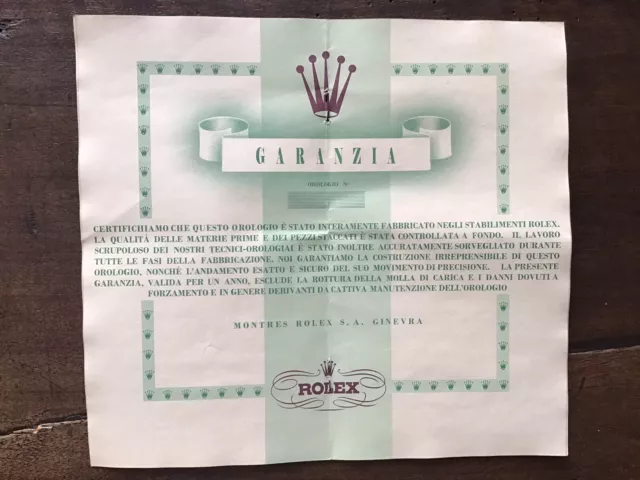 GARANZIA
OROLOGIO Nº
CERTIFICHIAMO CHE QUESTO OROLOGIO È STATO INTERAMENTE FABBRICATO NEGLI STABILIMENTI ROLEX.
LA QUALITÀ DELLE MATERIE PRIME E DEI PEZZI STACCATI È STATA CONTROLLATA A FONDO. IL LAVORO
SCRUPOLOSO DEI NOSTRI TECNICI-OROLOGIAI È STATO INOLTRE ACCURATAMENTE SORVEGLIATO DURANTE
TUTTE LE FASI DELLA FABBRICAZIONE. NOI GARANTIAMO LA COSTRUZIONE IRREPRENSIBILE DI QUESTO
OROLOGIO, NONCHÉ L'ANDAMENTO ESATTO E SICURO DEL SUO MOVIMENTO DI PRECISIONE. LA PRESENTE
GARANZIA, VALIDA PER UN ANNO, ESCLUDE LA ROTTURA DELLA MOLLA DI CARICA E I DANNI DOVUTI A
FORZAMENTO E IN GENERE DERIVANTI DA CATTIVA MANUTENZIONE DELL'OROLOGIO
MONTRES ROLEX S.A. GINEVRA
ROLEX